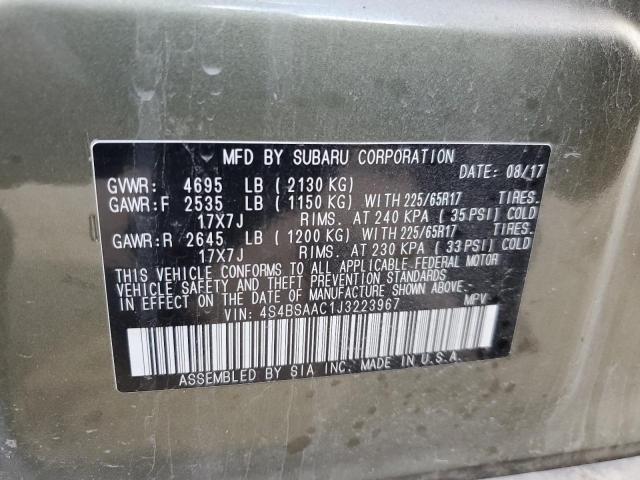 MFD BY SUBARU CORPORATION
DATE: 08/17
GVWR: 4695 LB ( 2130 KG)
GAWR:F 2535 LB ( 1150 KG) WITH 225/65R17 TIRES.
17X7J RIMS. AT 240 KPA ( 35 PSI) COLD
GAWR:R 2645 LB ( 1200 KG) WITH 225/65R17 TIRES.
17X7J RIMS. AT 230 KPA ( 33 PSI) COLD
THIS VEHICLE CONFORMS TO ALL APPLICABLE FEDERAL MOTOR
VEHICLE SAFETY AND THEFT PREVENTION STANDARDS
IN EFFECT ON THE DATE OF MANUFACTURE SHOWN ABOVE.
VIN: 4S4BSAAC1J3223967 MPV
ASSEMBLED BY SIA INC. MADE IN U.S.A.